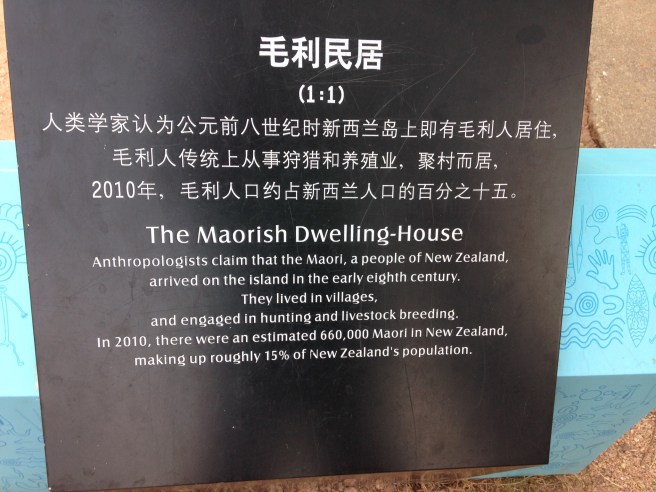 毛利民居
(1:1)
人类学家认为公元前八世纪时新西兰岛上即有毛利人居住，
毛利人传统上从事狩猎和养殖业，聚村而居，
2010年，毛利人口约占新西兰人口的百分之十五。
The Maorish Dwelling-House
Anthropologists claim that the Maori, a people of New Zealand,
arrived on the island in the early eighth century.
They lived in villages,
and engaged in hunting and livestock breeding.
In 2010, there were an estimated 660,000 Maori in New Zealand,
making up roughly 15% of New Zealand's population.